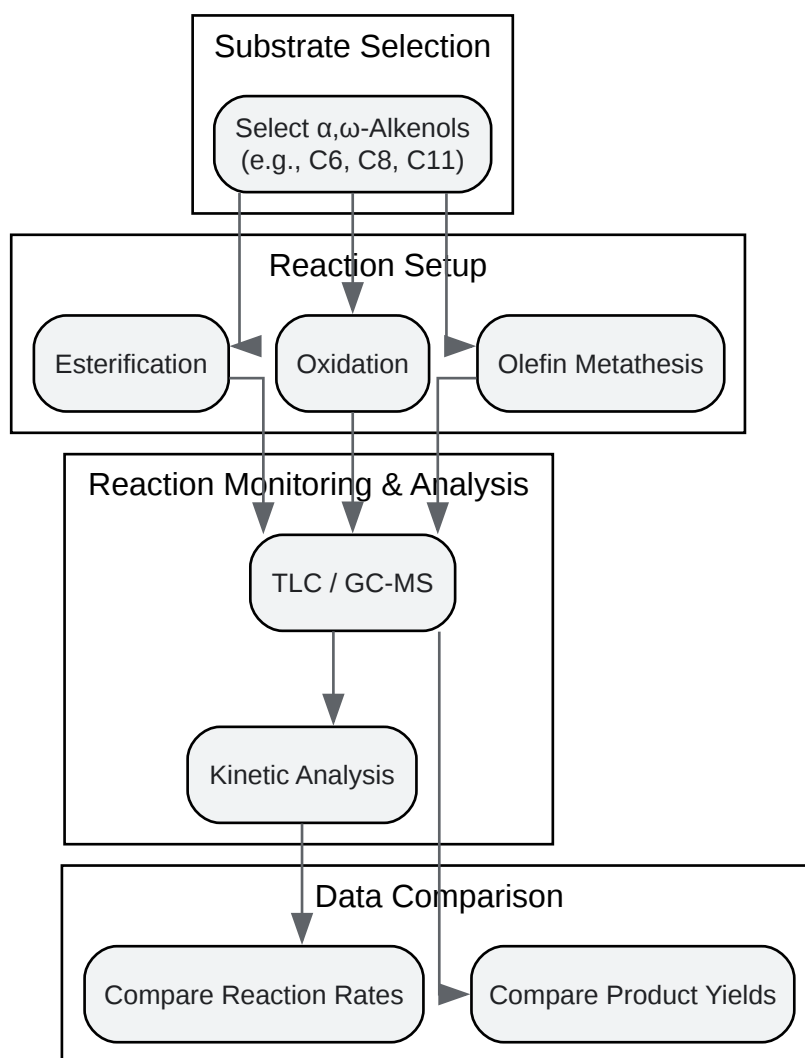 Substrate Selection
Select α,ω-Alkenols
(e.g., C6, C8, C11)
Reaction Setup
Esterification
Oxidation
Olefin Metathesis
Reaction Monitoring & Analysis
TLC / GC-MS
Kinetic Analysis
Data Comparison
Compare Reaction Rates
Compare Product Yields